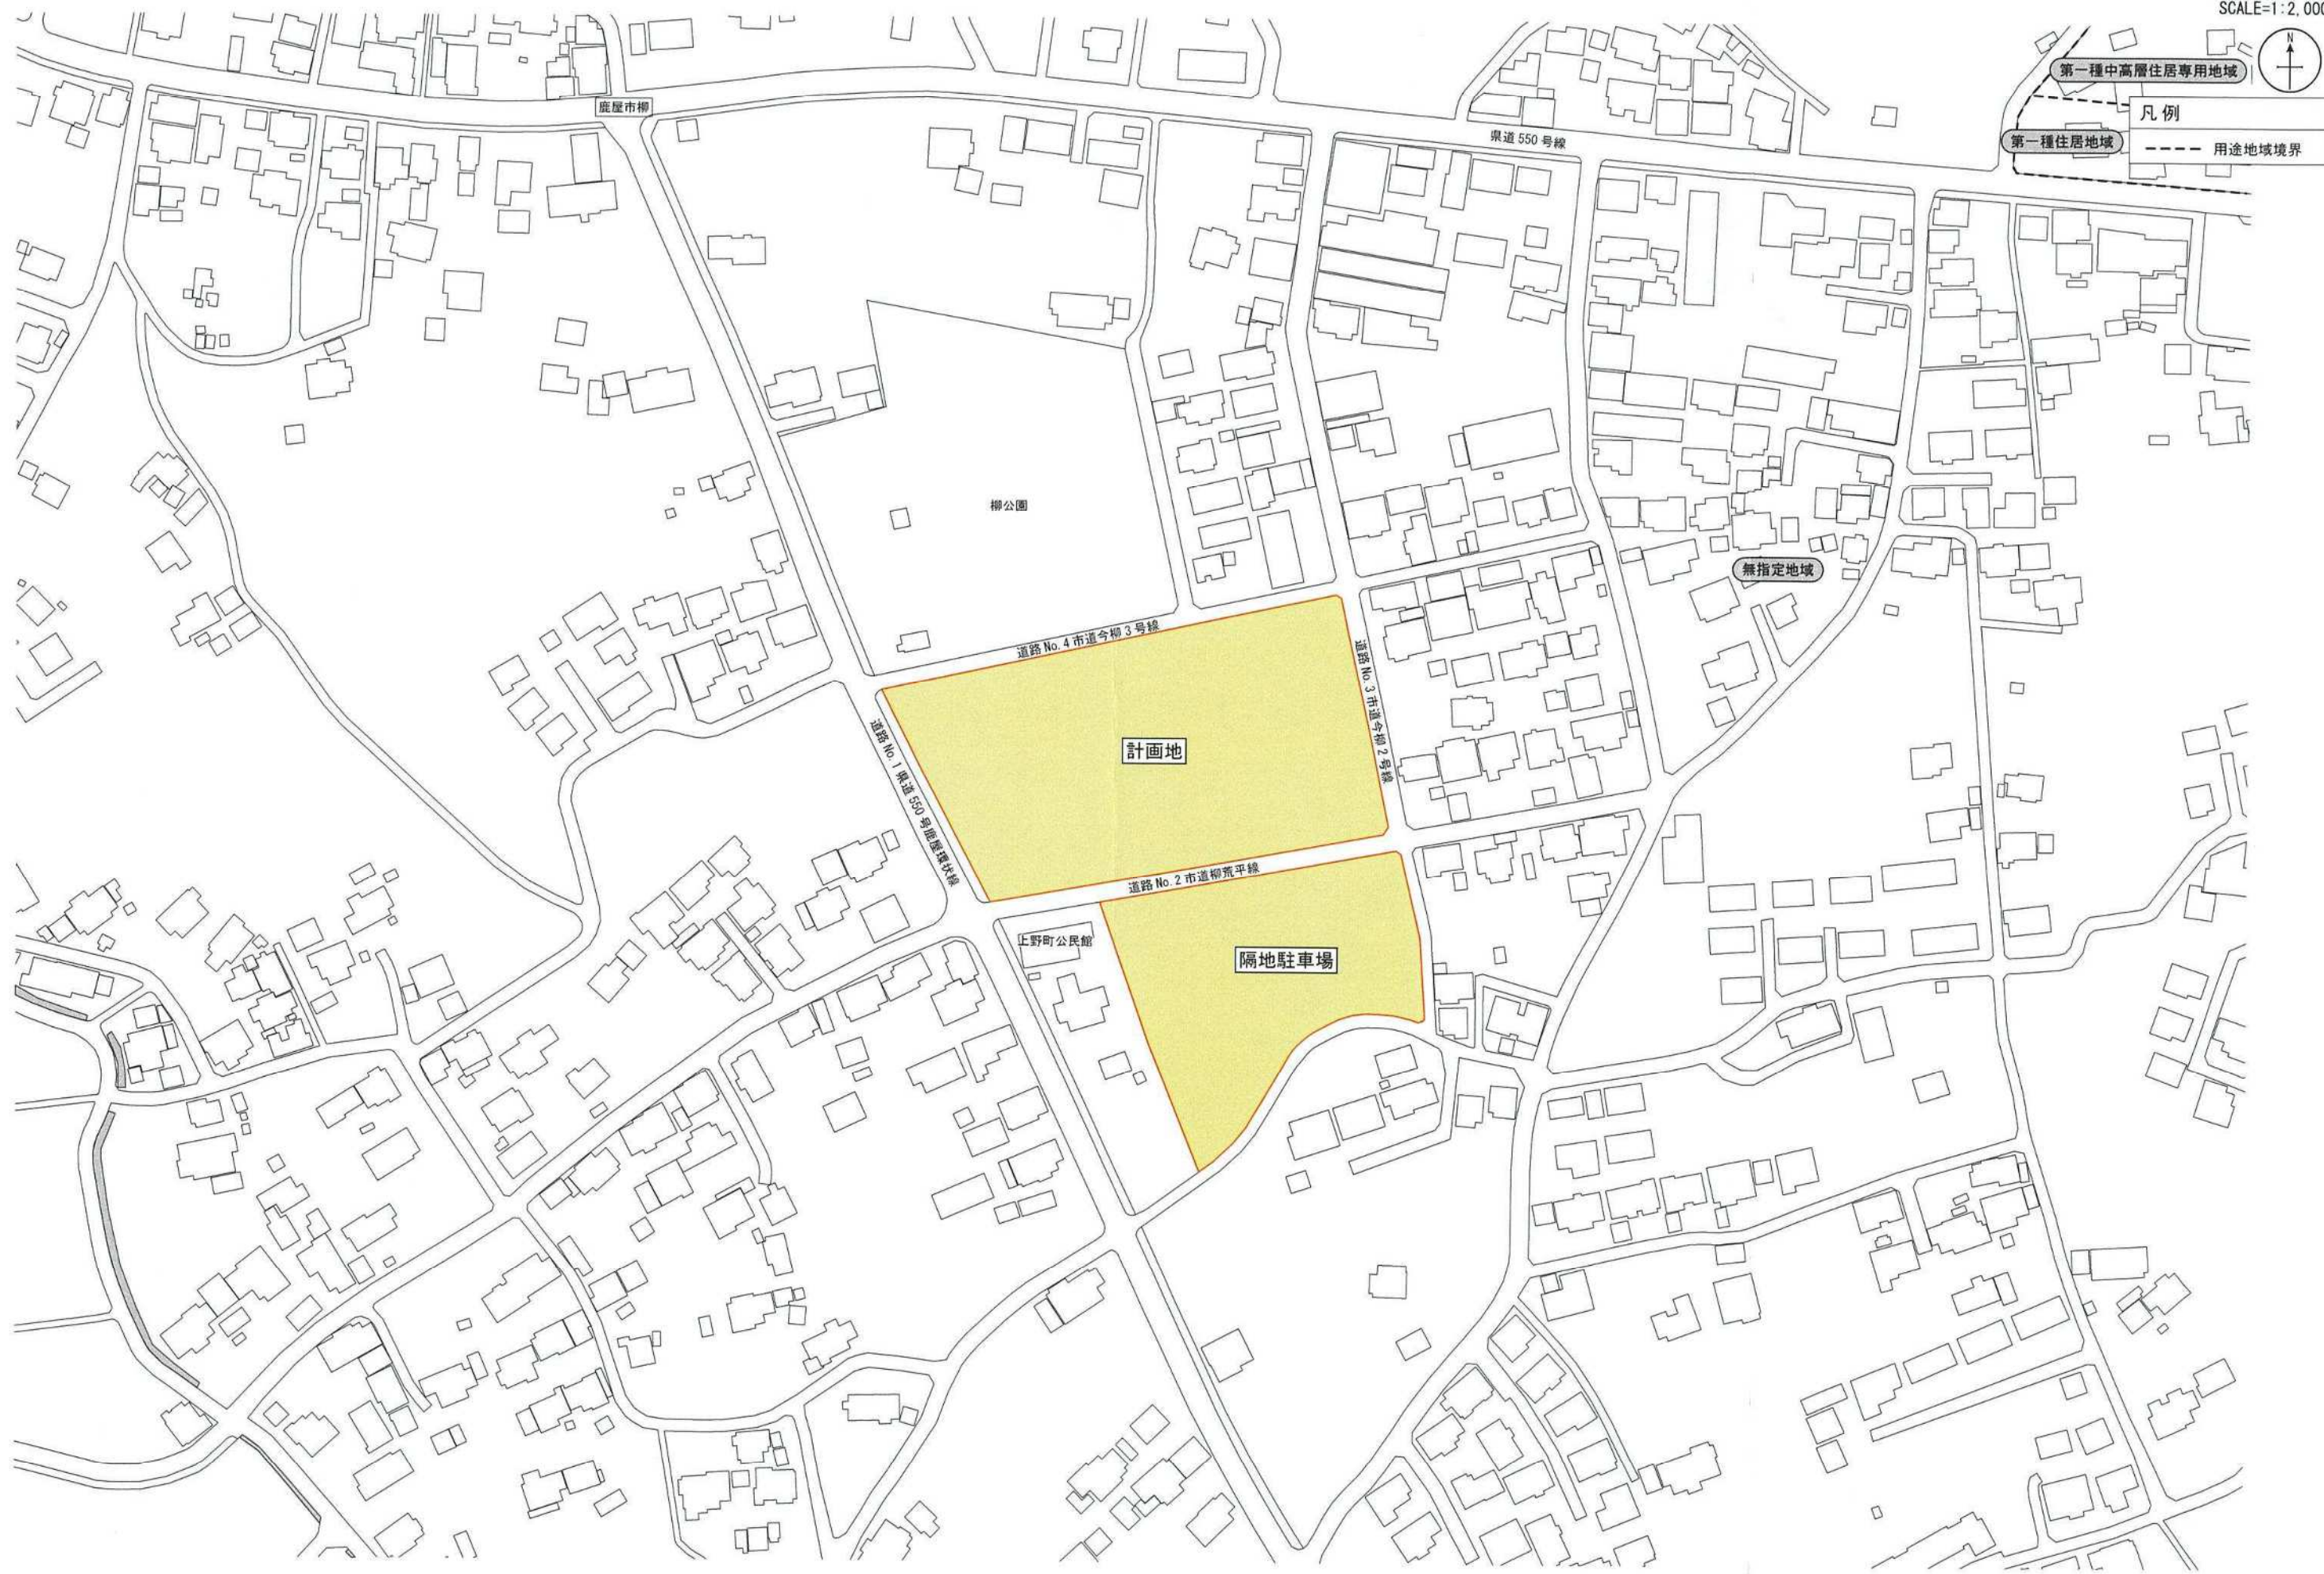 SCALE=1:2,000
N
第一種中高層住居専用地域
凡例
鹿屋市柳
県道550号線
第一種住居地域
用途地域境界
柳公園
無指定地域
道路No.4市道今柳3号線
道路No.3市道今柳2号線
道路No.1県道550号鹿屋環状線
計画地
道路No.2市道柳荒平線
上野町公民館
隔地駐車場